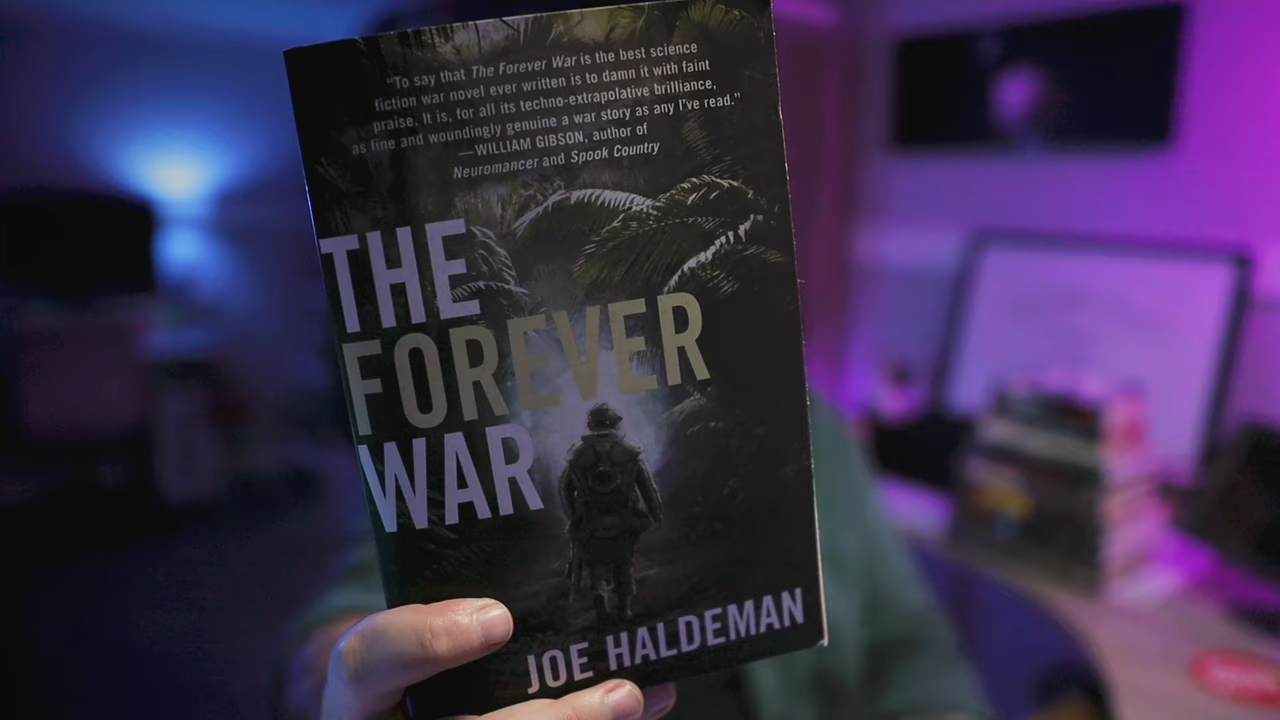 “To say that The Forever War is the best science
fiction war novel ever written is to damn it with faint
praise. It is, for all its techno-extrapolative brilliance,
as fine and woundingly genuine a war story as any I’ve read.”
—WILLIAM GIBSON, author of
Neuromancer and Spook Country
THE
FOREVER
WAR
JOE HALDEMAN